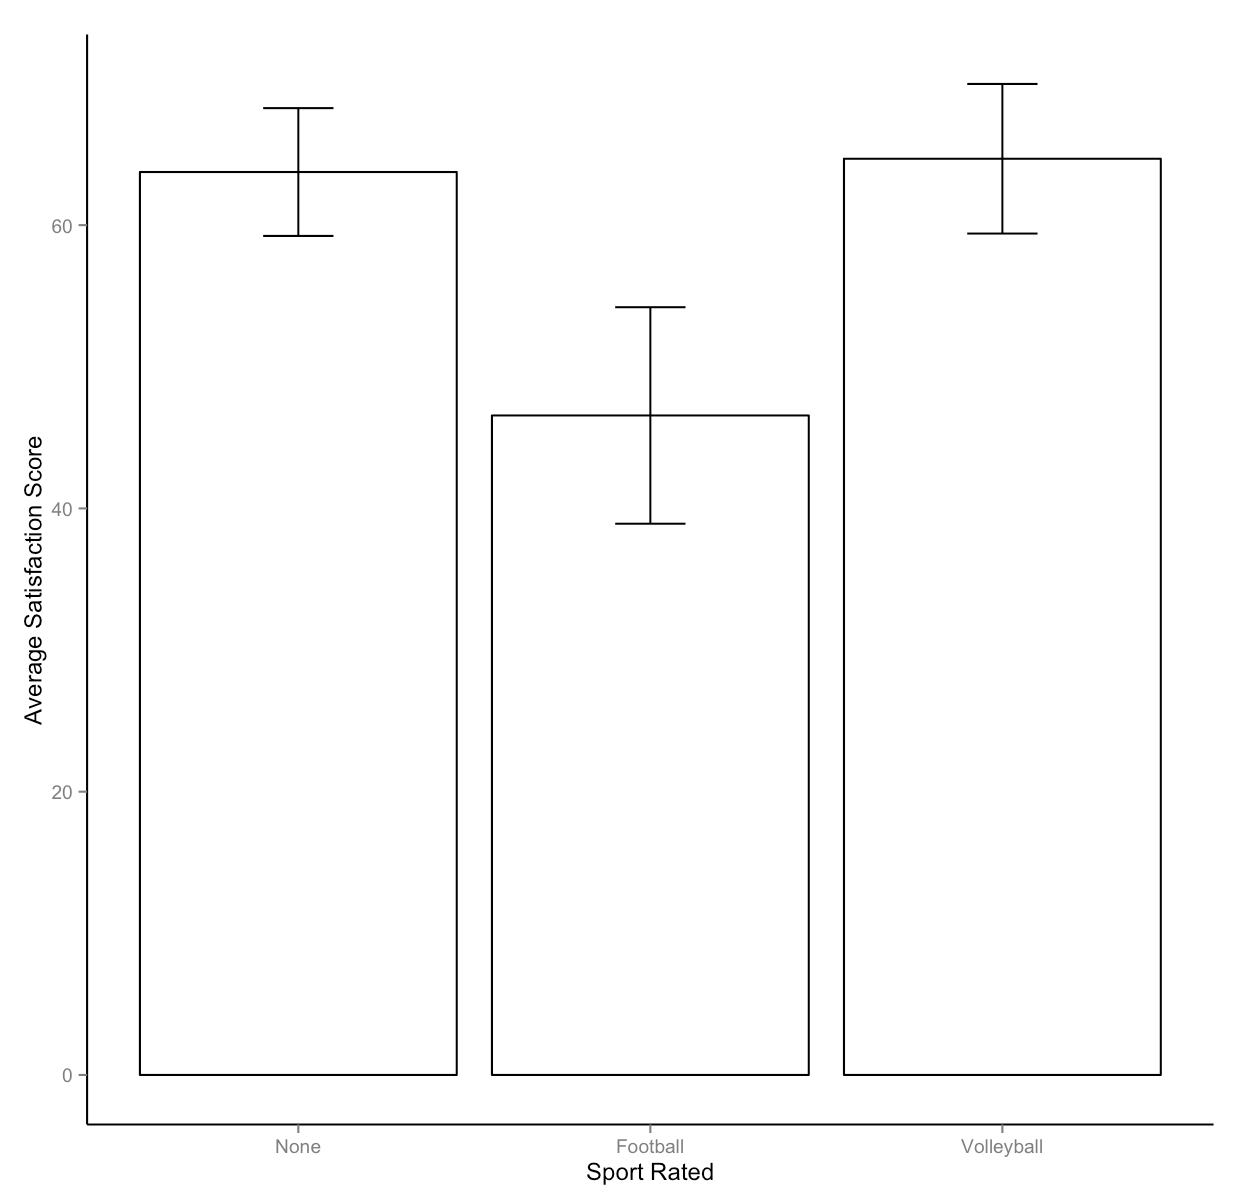 Average Satisfaction Score
60
40
20
0
None
Football
Volleyball
Sport Rated